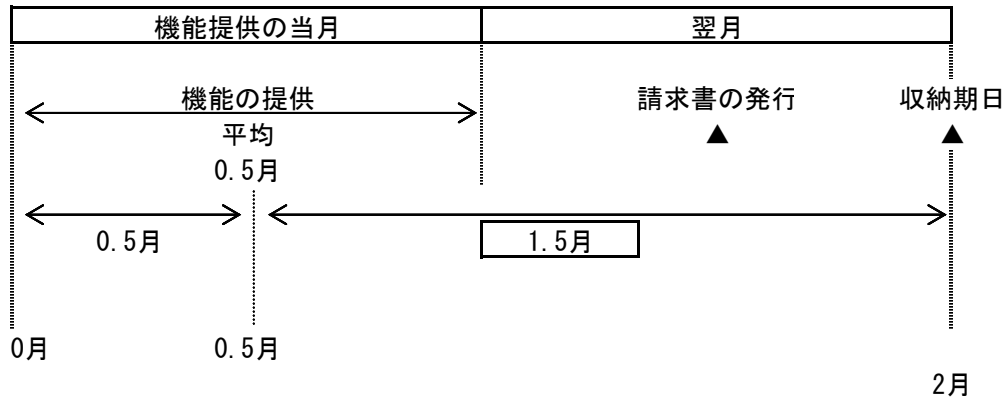 機能提供の当月 翌月
機能の提供 請求書の発行 収納期日
平均 ▲ ▲
0.5月
0.5月 1.5月
0月 0.5月
2月